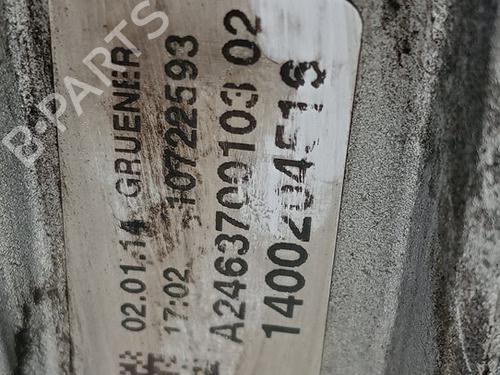 B-PARTS
02.01.14 GRUENER
17:02 10722593
A2463700103 02